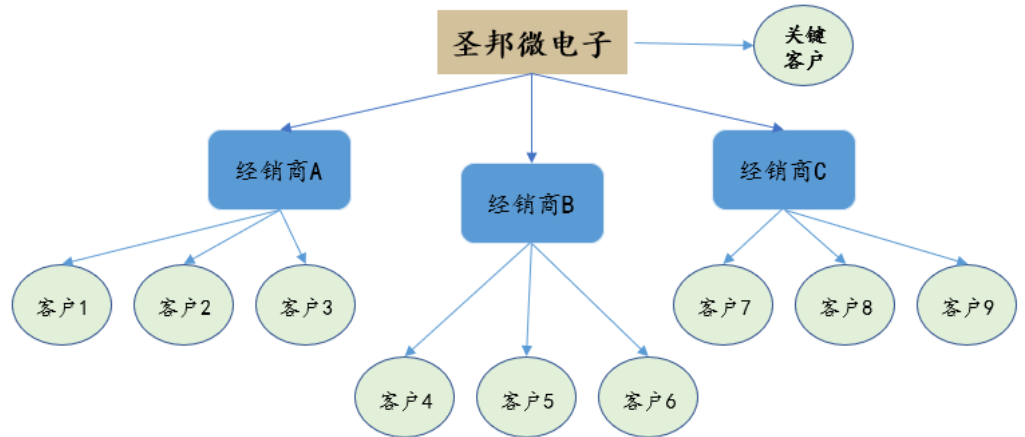 圣邦微电子
关键
客户
经销商A
经销商B
经销商C
客户1
客户2
客户3
客户4
客户5
客户6
客户7
客户8
客户9